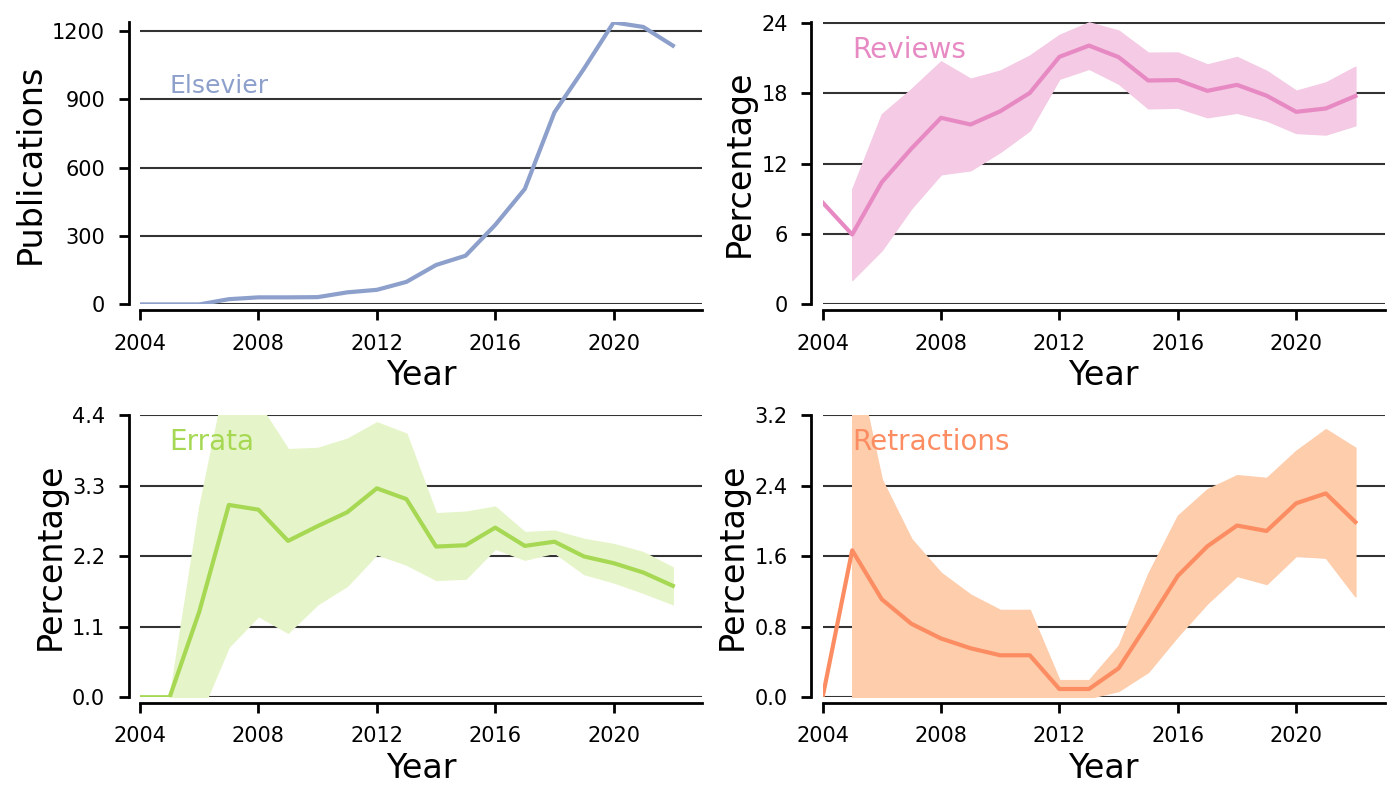 Publications
1200
900
600
300
0
Elsevier
2004 2008 2012 2016 2020
Year
Percentage
24
18
12
6
0
Reviews
2004 2008 2012 2016 2020
Year
Percentage
4.4
3.3
2.2
1.1
0.0
Errata
2004 2008 2012 2016 2020
Year
Percentage
3.2
2.4
1.6
0.8
0.0
Retractions
2004 2008 2012 2016 2020
Year